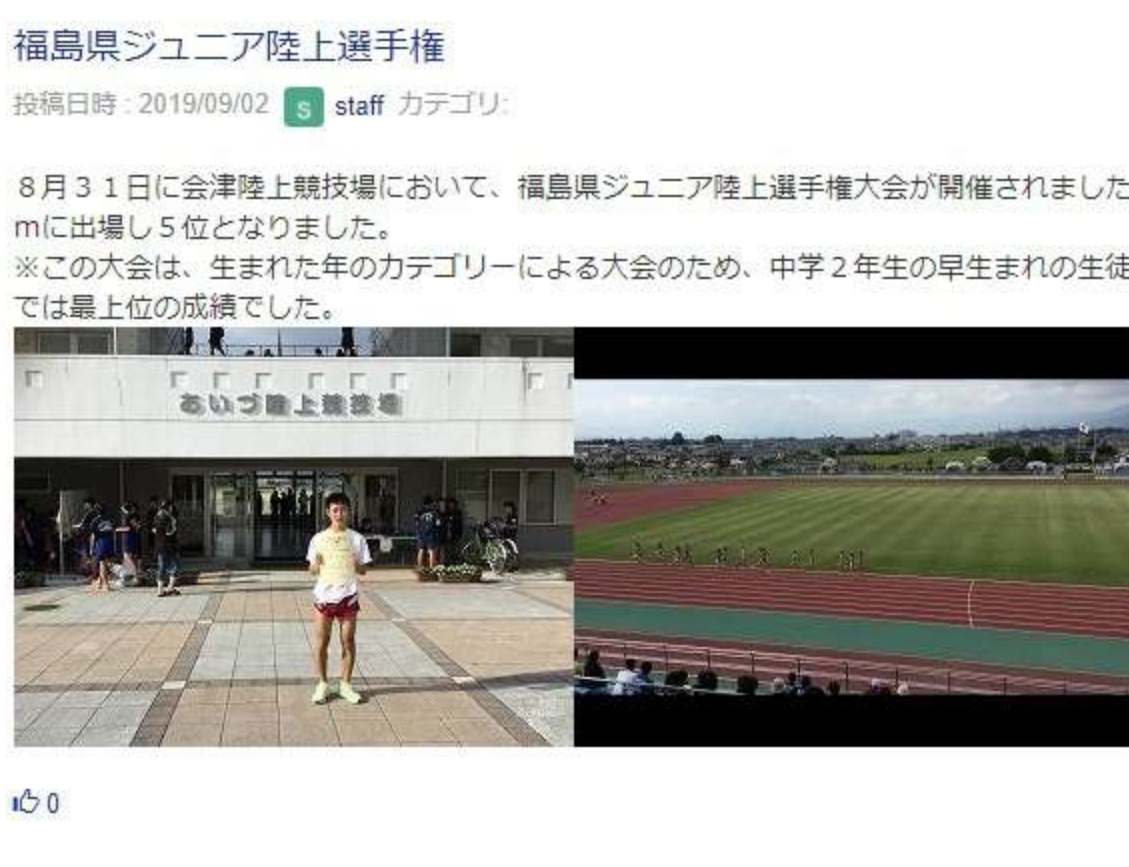 福島県ジュニア陸上選手権
投稿日時 : 2019/09/02 s staff カテゴリ:
８月３１日に会津陸上競技場において、福島県ジュニア陸上選手権大会が開催されました
mに出場し５位となりました。
※この大会は、生まれた年のカテゴリーによる大会のため、中学２年生の早生まれの生徒
では最上位の成績でした。
あいづ陸上競技場
0